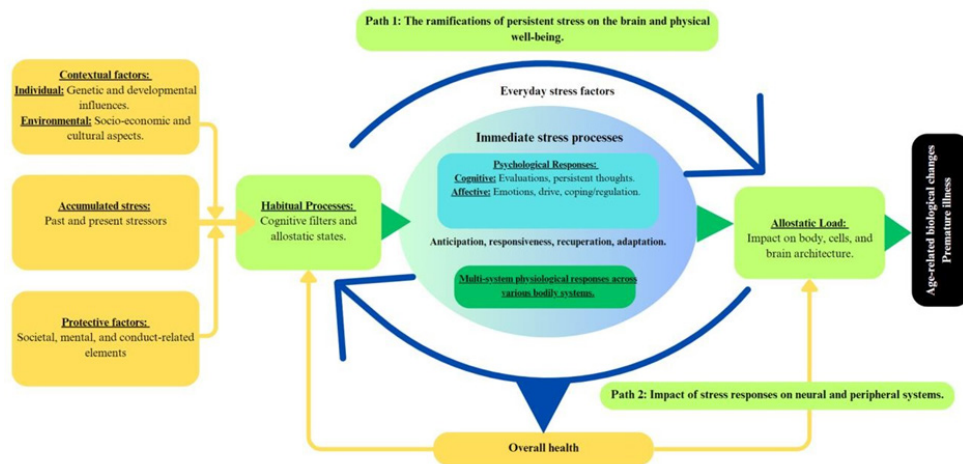 Path 1: The ramifications of persistent stress on the brain and physical
well-being.
Contextual factors:
Individual: Genetic and developmental
influences.
Environmental: Socio-economic and
cultural aspects.
Accumulated stress:
Past and present stressors
Protective factors:
Societal, mental, and conduct-related
elements
Habitual Processes:
Cognitive filters and
allostatic states.
Everyday stress factors
Immediate stress processes
Psychological Responses:
Cognitive: Evaluations, persistent thoughts.
Affective: Emotions, drive, coping/regulation.
Anticipation, responsiveness, recuperation, adaptation.
Multi-system physiological responses across
various bodily systems.
Allostatic Load:
Impact on body, cells, and
brain architecture.
Age-related biological changes
Premature illness
Path 2: Impact of stress responses on neural and peripheral systems.
Overall health